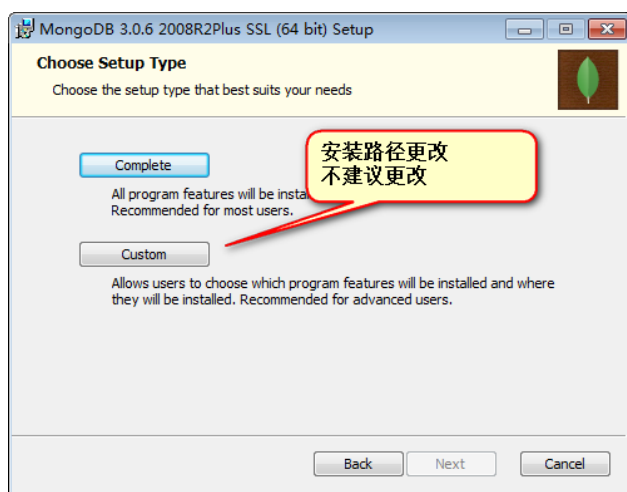 MongoDB 3.0.6 2008R2Plus SSL (64 bit) Setup
Choose Setup Type
Choose the setup type that best suits your needs
安装路径更改
不建议更改
Complete
All program features will be insta
Recommended for most users.
Custom
Allows users to choose which program features will be installed and where
they will be installed. Recommended for advanced users.
Back Next Cancel